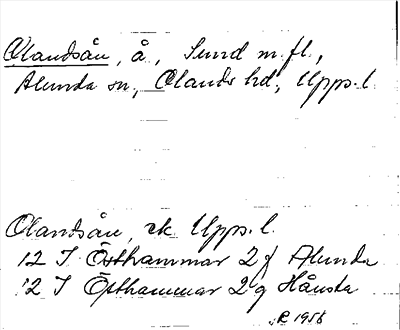 Olandsån, å, Sund m.fl.,
Alunda sn, Olands hd, Upps. l.
Olandsån, ek. Upps. l.
12 I Östhammar 2 f Alunda
12 I Östhammar 2 g Hånsta
R 1958